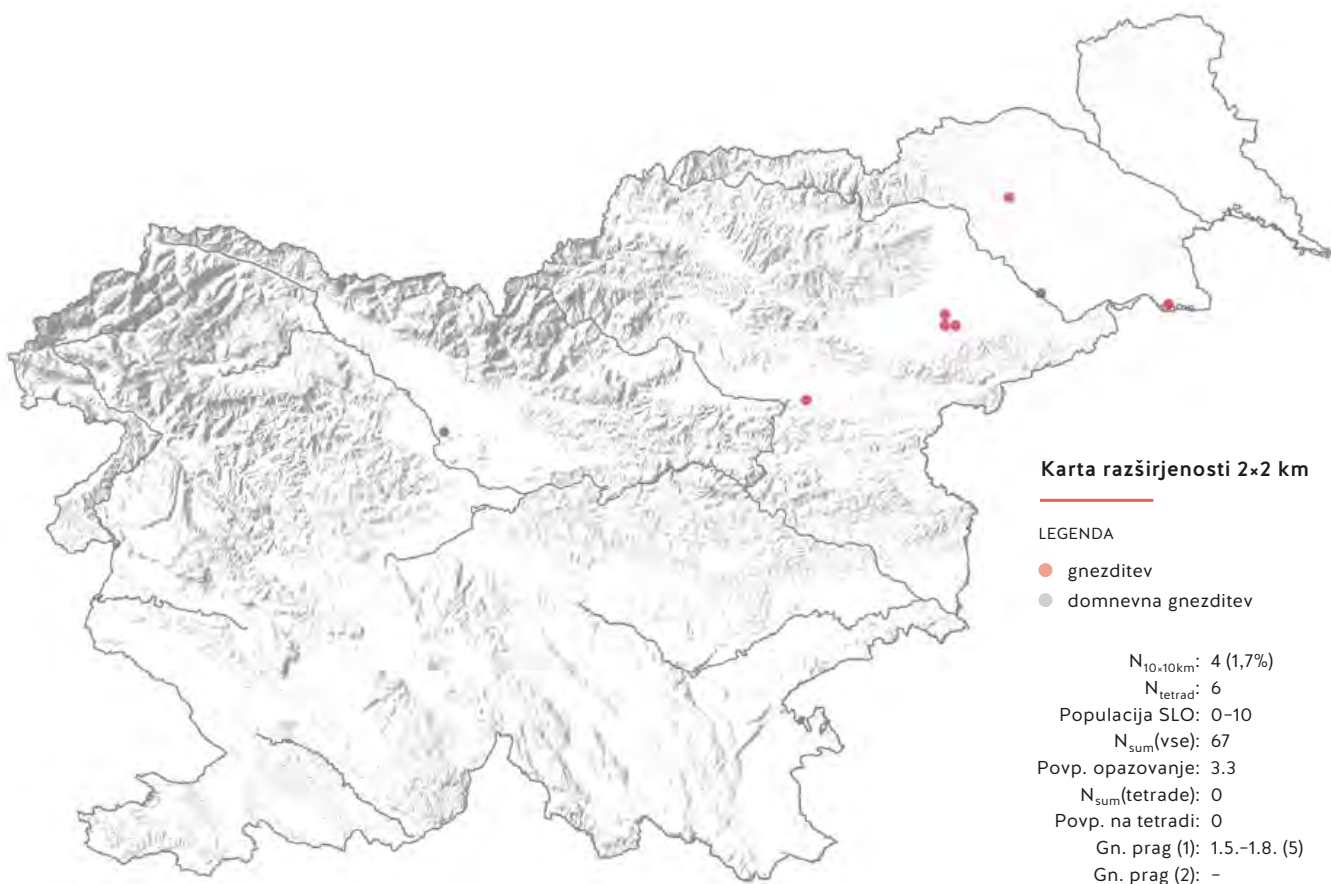 Karta razširjenosti 2×2 km
LEGENDA
gnezditev
domnevna gnezditev
N10×10km: 4 (1,7%)
Ntetrad: 6
Populacija SLO: 0–10
Nsum(vse): 67
Povp. opazovanje: 3.3
Nsum(tetrade): 0
Povp. na tetradi: 0
Gn. prag (1): 1.5.–1.8. (5)
Gn. prag (2): –